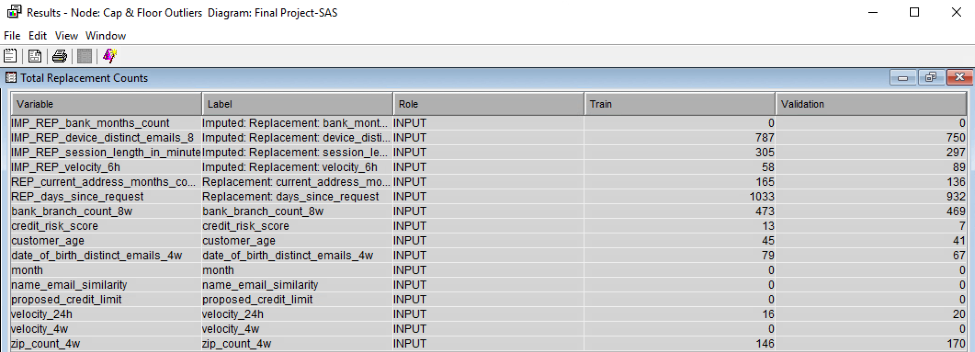 Results - Node: Cap & Floor Outliers Diagram: Final Project-SAS
File Edit View Window
Total Replacement Counts
Variable Label Role Train Validation
IMP_REP_bank_months_count Imputed: Replacement: bank_mont... INPUT 0 0
IMP_REP_device_distinct_emails_8 Imputed: Replacement: device_disti... INPUT 787 750
IMP_REP_session_length_in_minute Imputed: Replacement: session_le... INPUT 305 297
IMP_REP_velocity_6h Imputed: Replacement: velocity_6h INPUT 58 89
REP_current_address_months_co... Replacement: current_address_mo... INPUT 165 136
REP_days_since_request Replacement: days_since_request INPUT 1033 932
bank_branch_count_8w bank_branch_count_8w INPUT 473 469
credit_risk_score credit_risk_score INPUT 13 7
customer_age customer_age INPUT 45 41
date_of_birth_distinct_emails_4w date_of_birth_distinct_emails_4w INPUT 79 67
month month INPUT 0 0
name_email_similarity name_email_similarity INPUT 0 0
proposed_credit_limit proposed_credit_limit INPUT 0 0
velocity_24h velocity_24h INPUT 16 20
velocity_4w velocity_4w INPUT 0 0
zip_count_4w zip_count_4w INPUT 146 170